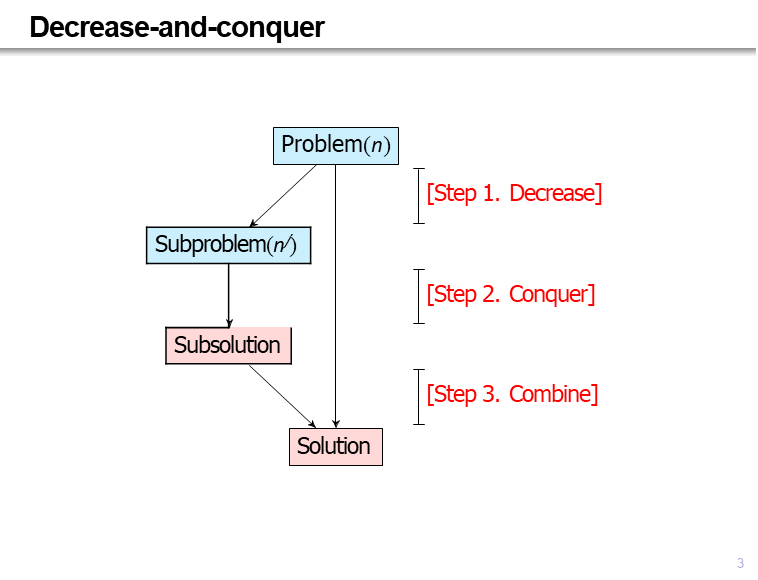 Decrease-and-conquer
Problem(n)
[Step 1. Decrease]
Subproblem(n′)
[Step 2. Conquer]
Subsolution
[Step 3. Combine]
Solution
3